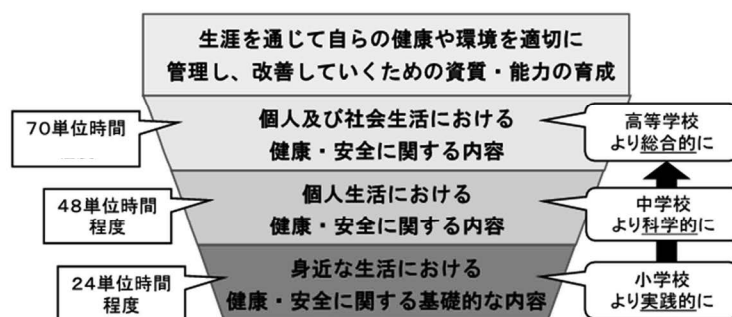 生涯を通じて自らの健康や環境を適切に
管理し、改善していくための資質・能力の育成
70単位時間
個人及び社会生活における
健康・安全に関する内容
高等学校
より総合的に
48単位時間
程度
個人生活における
健康・安全に関する内容
中学校
より科学的に
24単位時間
程度
身近な生活における
健康・安全に関する基礎的な内容
小学校
より実践的に